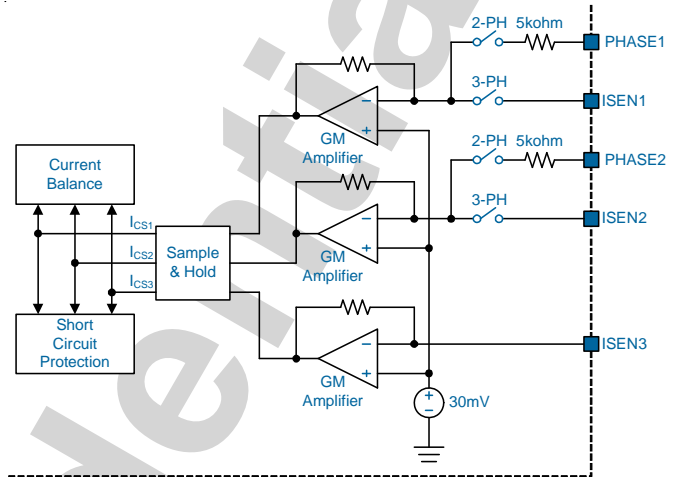 2-PH 5kohm
PHASE1
3-PH
ISEN1
GM
Amplifier
2-PH 5kohm
PHASE2
3-PH
ISEN2
GM
Amplifier
Current
Balance
ICS1
ICS2
ICS3
Sample
& Hold
Short
Circuit
Protection
ISEN3
GM
Amplifier
30mV